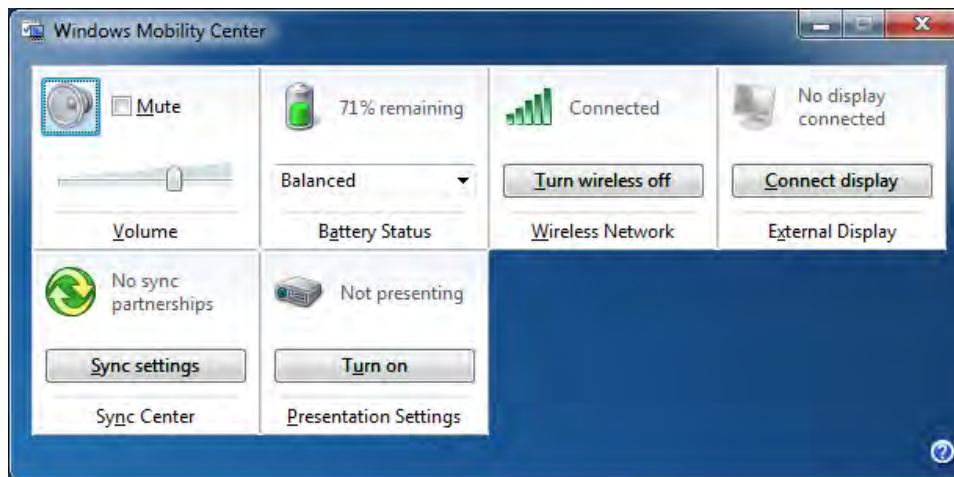 Windows Mobility Center
Mute
Volume
71% remaining
Balanced
Battery Status
Connected
Turn wireless off
Wireless Network
No display
connected
Connect display
External Display
No sync
partnerships
Sync settings
Sync Center
Not presenting
Turn on
Presentation Settings
?